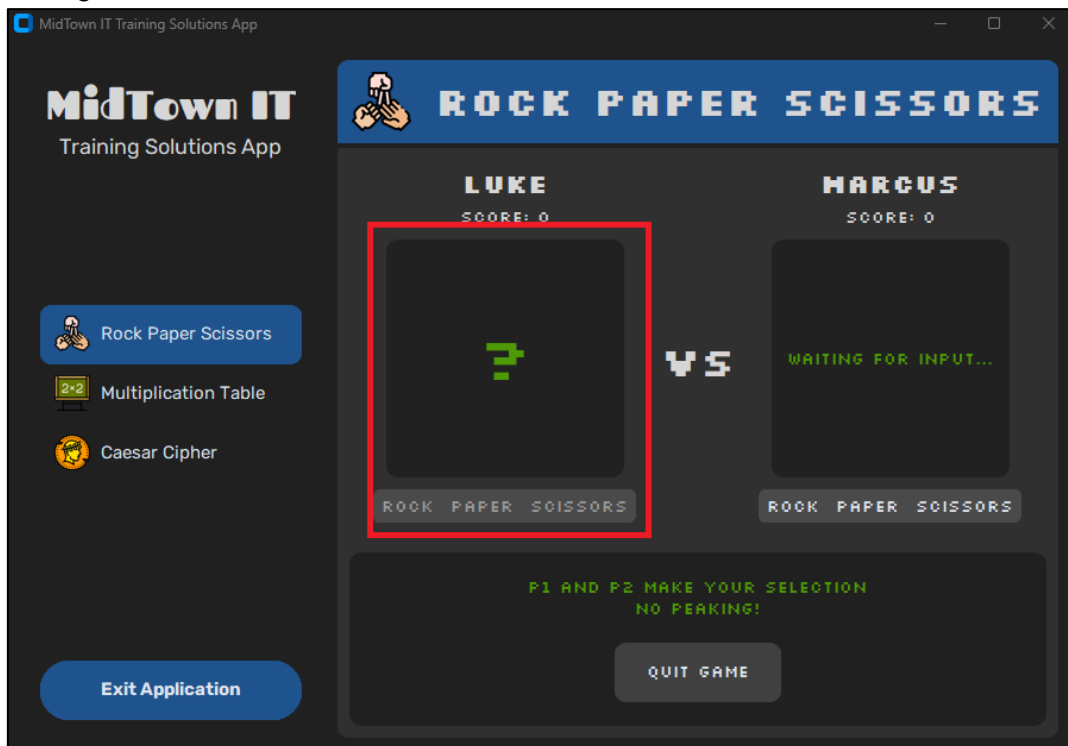 MidTown IT Training Solutions App
MidTown IT
Training Solutions App
Rock Paper Scissors
2×2
Multiplication Table
Caesar Cipher
Exit Application
ROCK PAPER SCISSORS
LUKE
SCORE: 0
?
ROCK PAPER SCISSORS
VS
MARCUS
SCORE: 0
WAITING FOR INPUT...
ROCK PAPER SCISSORS
P1 AND P2 MAKE YOUR SELECTION
NO PEAKING!
QUIT GAME